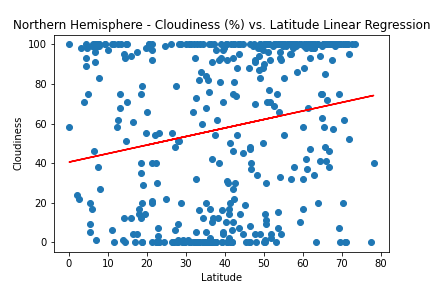 Northern Hemisphere - Cloudiness (%) vs. Latitude Linear Regression
100
80
60
40
20
0
Cloudiness
0 10 20 30 40 50 60 70 80
Latitude